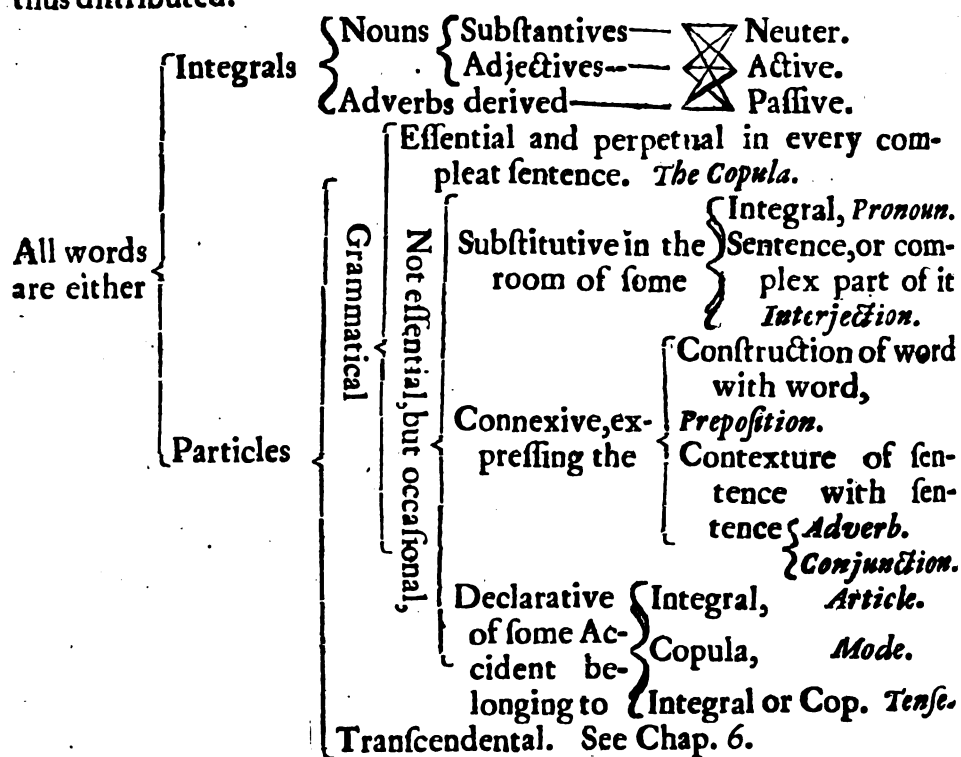 thus distributed.
Nouns Subſtantives— Neuter.
Integrals Adjectives--— Active.
Adverbs derived— Paſſive.
Eſſential and perpetual in every com-
pleat ſentence. The Copula.
All words
are either
Grammatical
Not eſſential, but occaſional,
Subſtitutive in the
room of ſome
Integral, Pronoun.
Sentence, or com-
plex part of it
Interjection.
Connexive, ex-
preſſing the
Conſtruction of word
with word,
Prepoſition.
Contexture of ſen-
tence with ſen-
tence Adverb.
Conjunction.
Particles
Declarative
of ſome Ac-
cident be-
longing to
Integral, Article.
Copula, Mode.
Integral or Cop. Tenſe.
Tranſcendental. See Chap. 6.